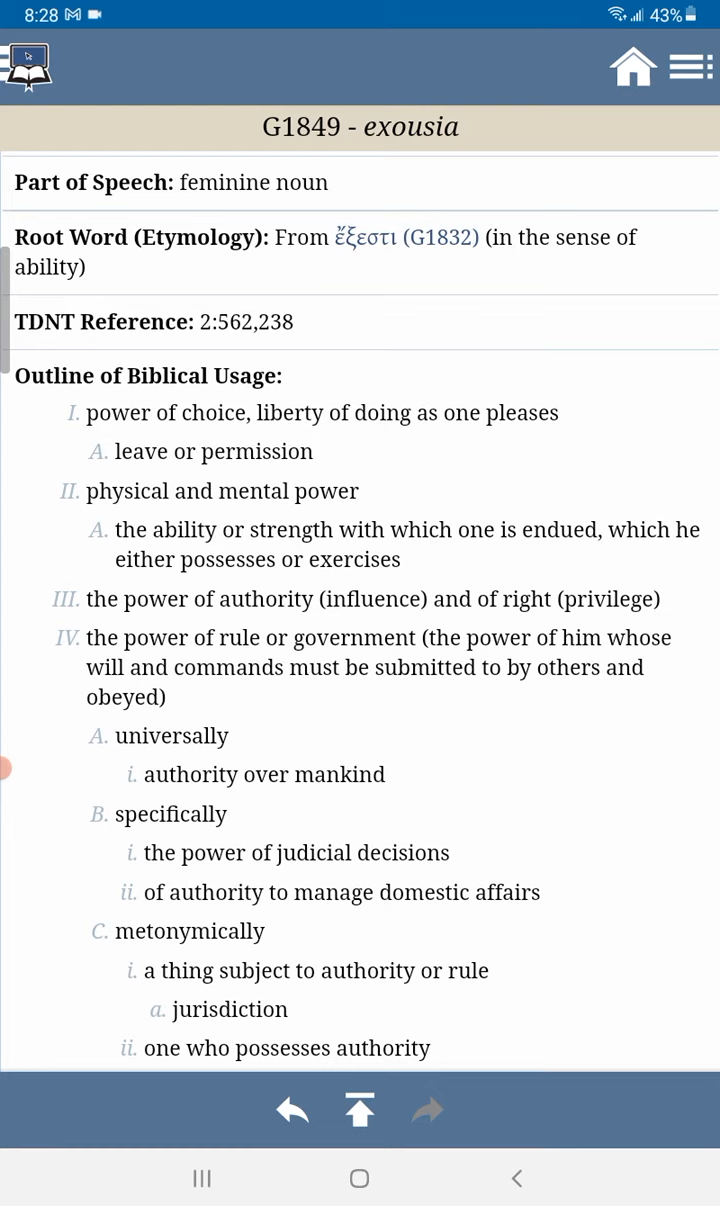 8:28
43%
G1849 - exousia
Part of Speech: feminine noun
Root Word (Etymology): From ἔξεστι (G1832) (in the sense of
ability)
TDNT Reference: 2:562,238
Outline of Biblical Usage:
I. power of choice, liberty of doing as one pleases
A. leave or permission
II. physical and mental power
A. the ability or strength with which one is endued, which he
either possesses or exercises
III. the power of authority (influence) and of right (privilege)
IV. the power of rule or government (the power of him whose
will and commands must be submitted to by others and
obeyed)
A. universally
i. authority over mankind
B. specifically
i. the power of judicial decisions
ii. of authority to manage domestic affairs
C. metonymically
i. a thing subject to authority or rule
a. jurisdiction
ii. one who possesses authority